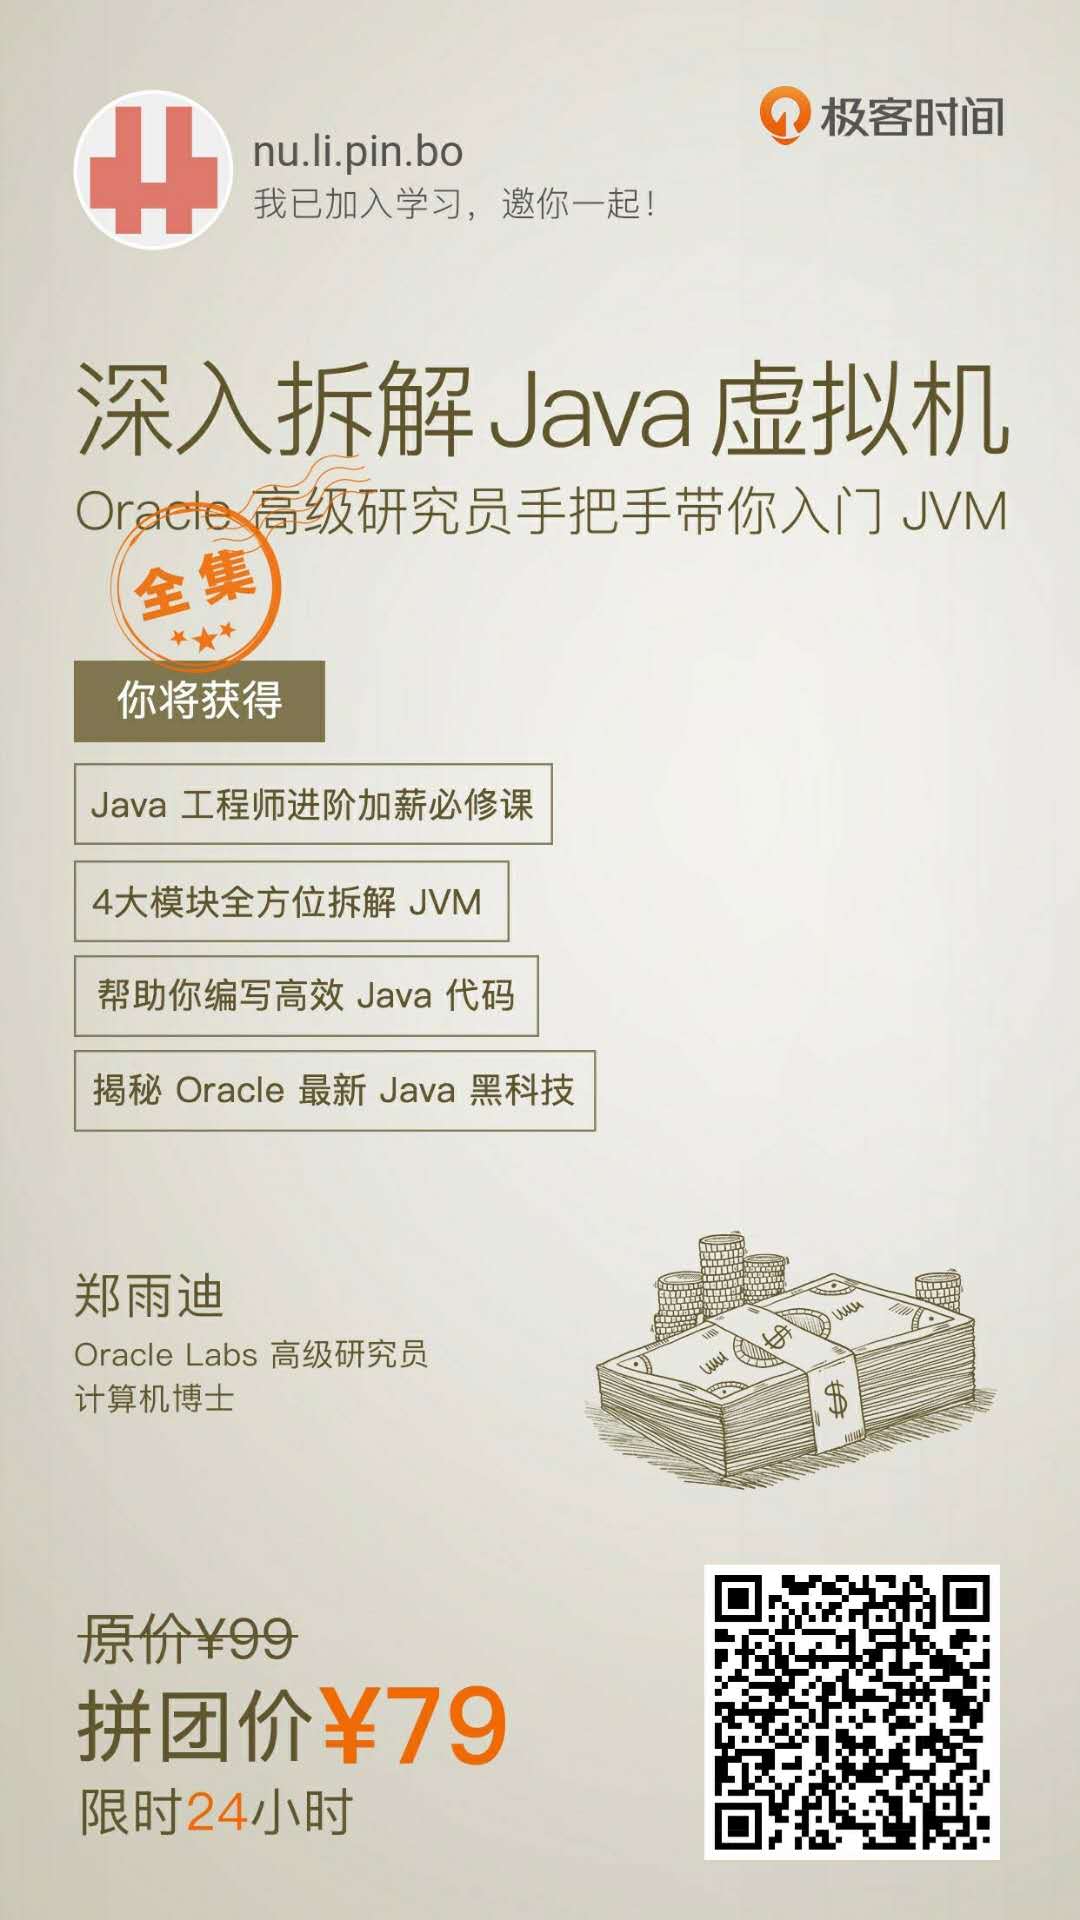 nu.li.pin.bo
我已加入学习，邀你一起！
极客时间
深入拆解 Java 虚拟机
Oracle 高级研究员手把手带你入门 JVM
全集
你将获得
Java 工程师进阶加薪必修课
4大模块全方位拆解 JVM
帮助你编写高效 Java 代码
揭秘 Oracle 最新 Java 黑科技
郑雨迪
Oracle Labs 高级研究员
计算机博士
$
$
原价¥99
拼团价¥79
限时24小时